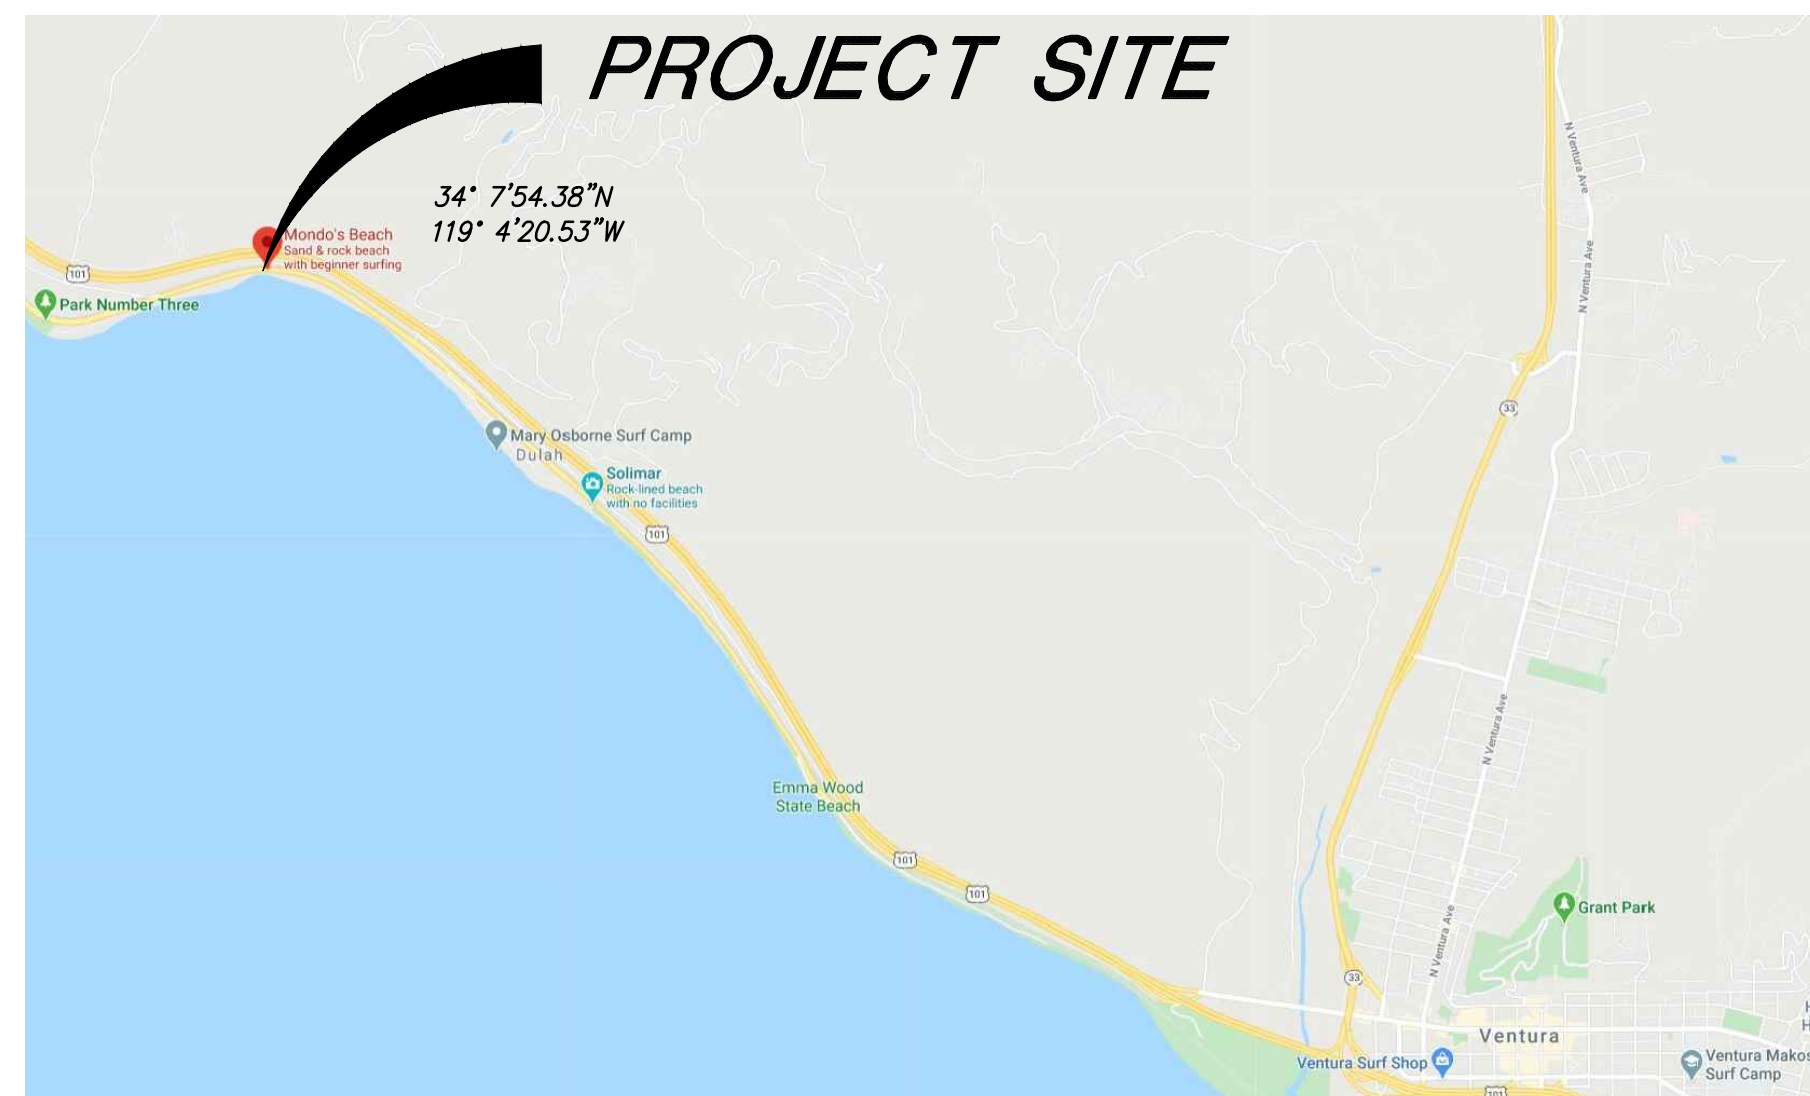 PROJECT SITE
34° 7'54.38"N
119° 4'20.53"W
Mondo's Beach
Sand & rock beach
with beginner surfing
101
Park Number Three
N Ventura Ave
N Ventura Ave
33
Mary Osborne Surf Camp
Dulah
Solimar
Rock-lined beach
with no facilities
101
N Ventura Ave
Emma Wood
State Beach
101
101
Grant Park
N Ventura Ave
33
Ventura
Ventura Surf Shop
Ventura Makos
Surf Camp
101